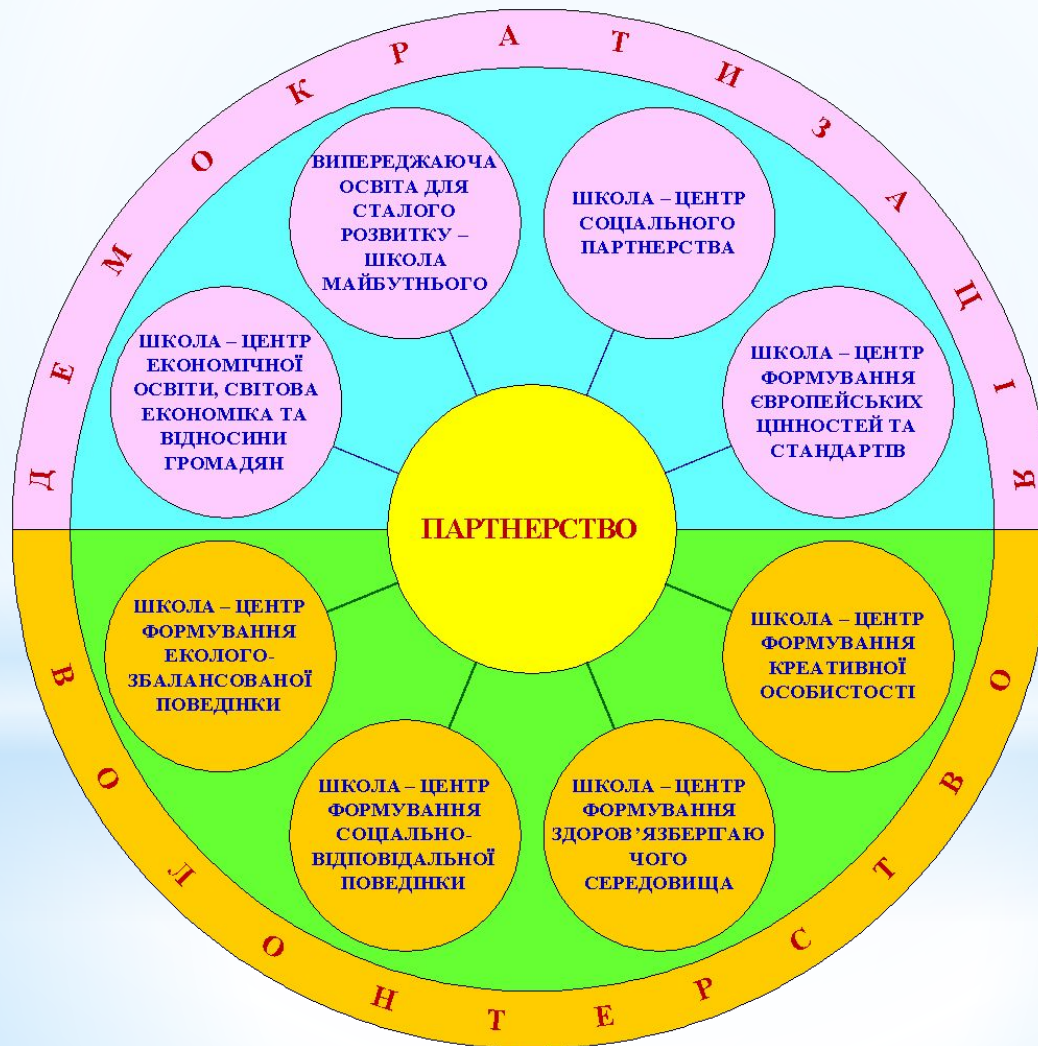 ДЕМОКРАТИЗАЦІЯ
ВИПЕРЕДЖАЮЧА
ОСВІТА ДЛЯ
СТАЛОГО
РОЗВИТКУ –
ШКОЛА
МАЙБУТНЬОГО
ШКОЛА – ЦЕНТР
СОЦІАЛЬНОГО
ПАРТНЕРСТВА
ШКОЛА – ЦЕНТР
ЕКОНОМІЧНОЇ
ОСВІТИ, СВІТОВА
ЕКОНОМІКА ТА
ВІДНОСИНИ
ГРОМАДЯН
ШКОЛА – ЦЕНТР
ФОРМУВАННЯ
ЄВРОПЕЙСЬКИХ
ЦІННОСТЕЙ ТА
СТАНДАРТІВ
ПАРТНЕРСТВО
ШКОЛА – ЦЕНТР
ФОРМУВАННЯ
ЕКОЛОГО-
ЗБАЛАНСОВАНОЇ
ПОВЕДІНКИ
ШКОЛА – ЦЕНТР
ФОРМУВАННЯ
КРЕАТИВНОЇ
ОСОБИСТОСТІ
ШКОЛА – ЦЕНТР
ФОРМУВАННЯ
СОЦІАЛЬНО-
ВІДПОВІДАЛЬНОЇ
ПОВЕДІНКИ
ШКОЛА – ЦЕНТР
ФОРМУВАННЯ
ЗДОРОВ’ЯЗБЕРІГАЮ
ЧОГО
СЕРЕДОВИЩА
ВОЛОНТЕРСТВО